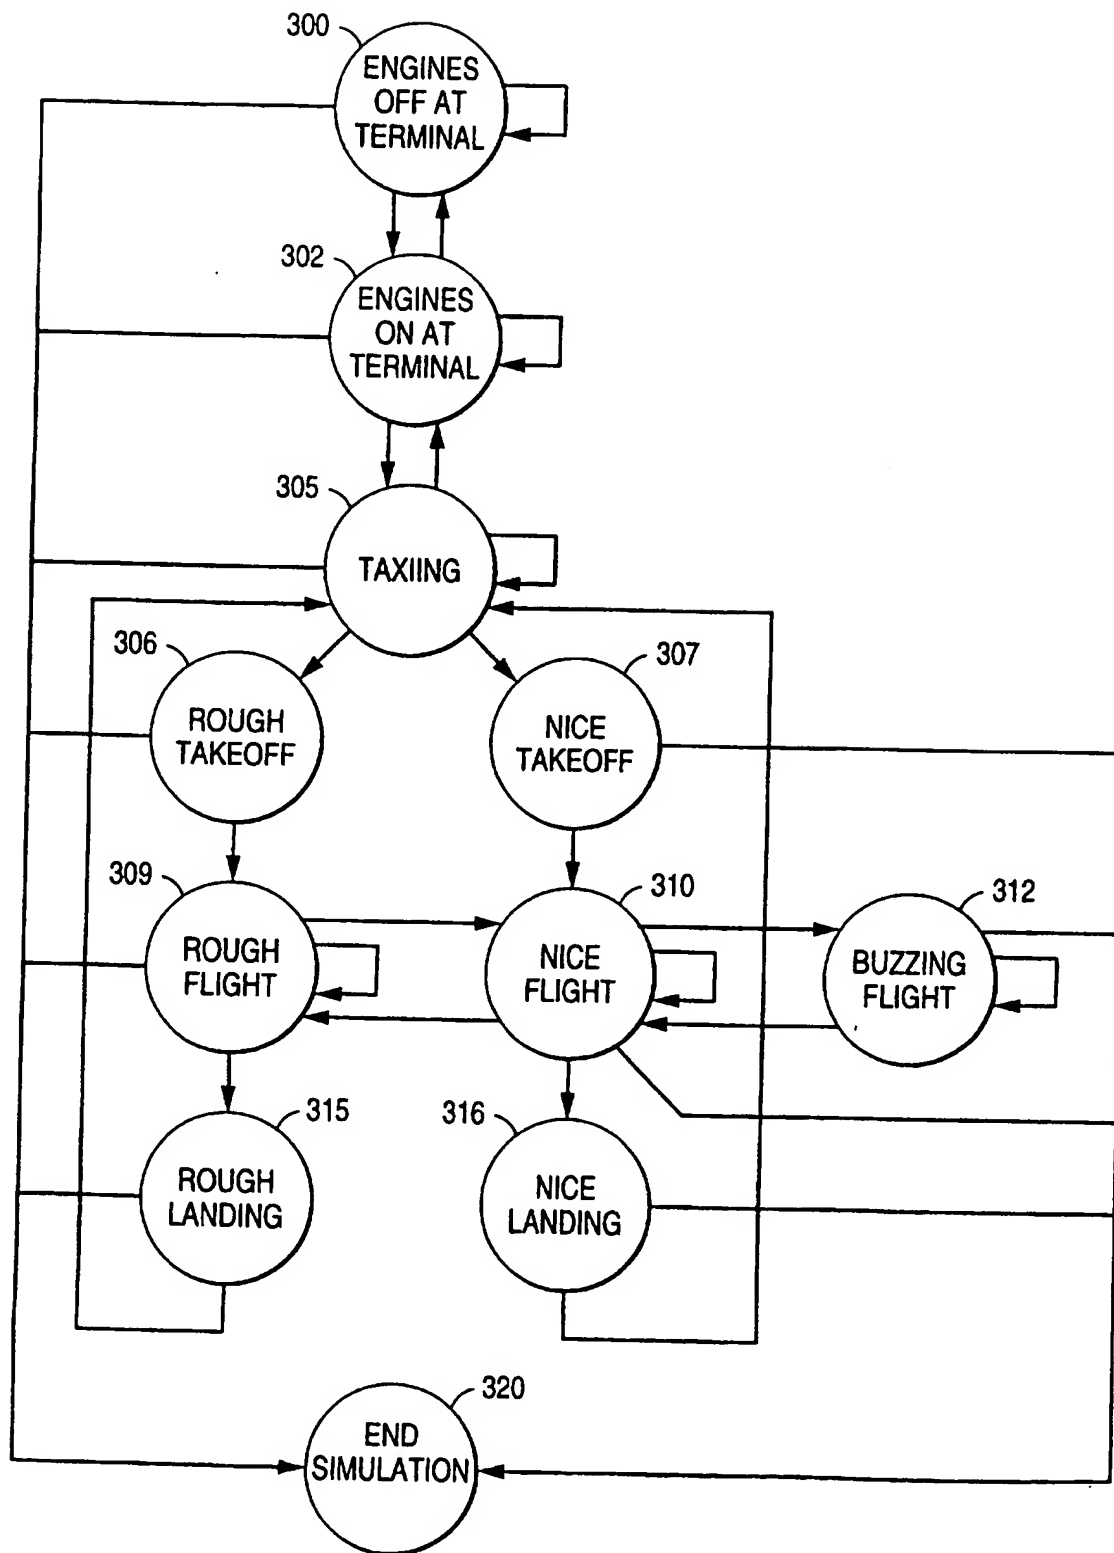 300
ENGINES
OFF AT
TERMINAL
302
ENGINES
ON AT
TERMINAL
305
TAXIING
306
ROUGH
TAKEOFF
307
NICE
TAKEOFF
309
ROUGH
FLIGHT
310
NICE
FLIGHT
312
BUZZING
FLIGHT
315
ROUGH
LANDING
316
NICE
LANDING
320
END
SIMULATION